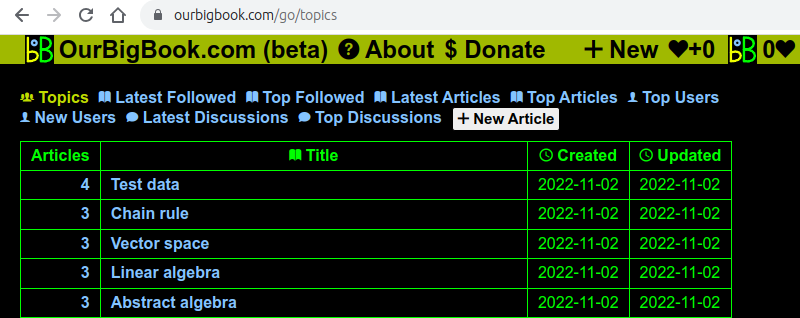 ourbigbook.com/go/topics
bB OurBigBook.com (beta) ? About $ Donate + New ♥+0 bB 0♥
Topics Latest Followed Top Followed Latest Articles Top Articles Top Users
New Users Latest Discussions Top Discussions + New Article
Articles Title Created Updated
4 Test data 2022-11-02 2022-11-02
3 Chain rule 2022-11-02 2022-11-02
3 Vector space 2022-11-02 2022-11-02
3 Linear algebra 2022-11-02 2022-11-02
3 Abstract algebra 2022-11-02 2022-11-02